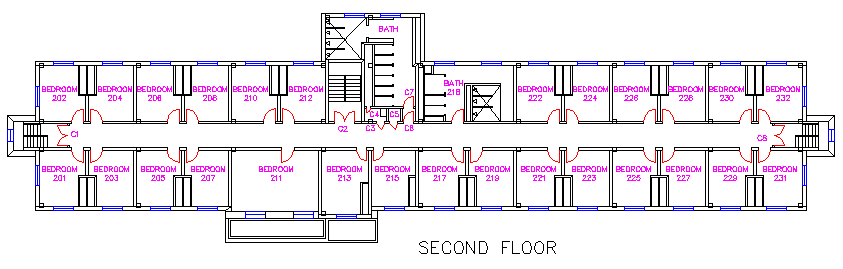 BATH
BEDROOM
202
BEDROOM
204
BEDROOM
206
BEDROOM
208
BEDROOM
210
BEDROOM
212
BATH
218
BEDROOM
222
BEDROOM
224
BEDROOM
226
BEDROOM
228
BEDROOM
230
BEDROOM
232
C7
C4
C5
C1
C2
C3
C6
C8
BEDROOM
201
BEDROOM
203
BEDROOM
205
BEDROOM
207
BEDROOM
211
BEDROOM
213
BEDROOM
215
BEDROOM
217
BEDROOM
219
BEDROOM
221
BEDROOM
223
BEDROOM
225
BEDROOM
227
BEDROOM
229
BEDROOM
231
SECOND FLOOR